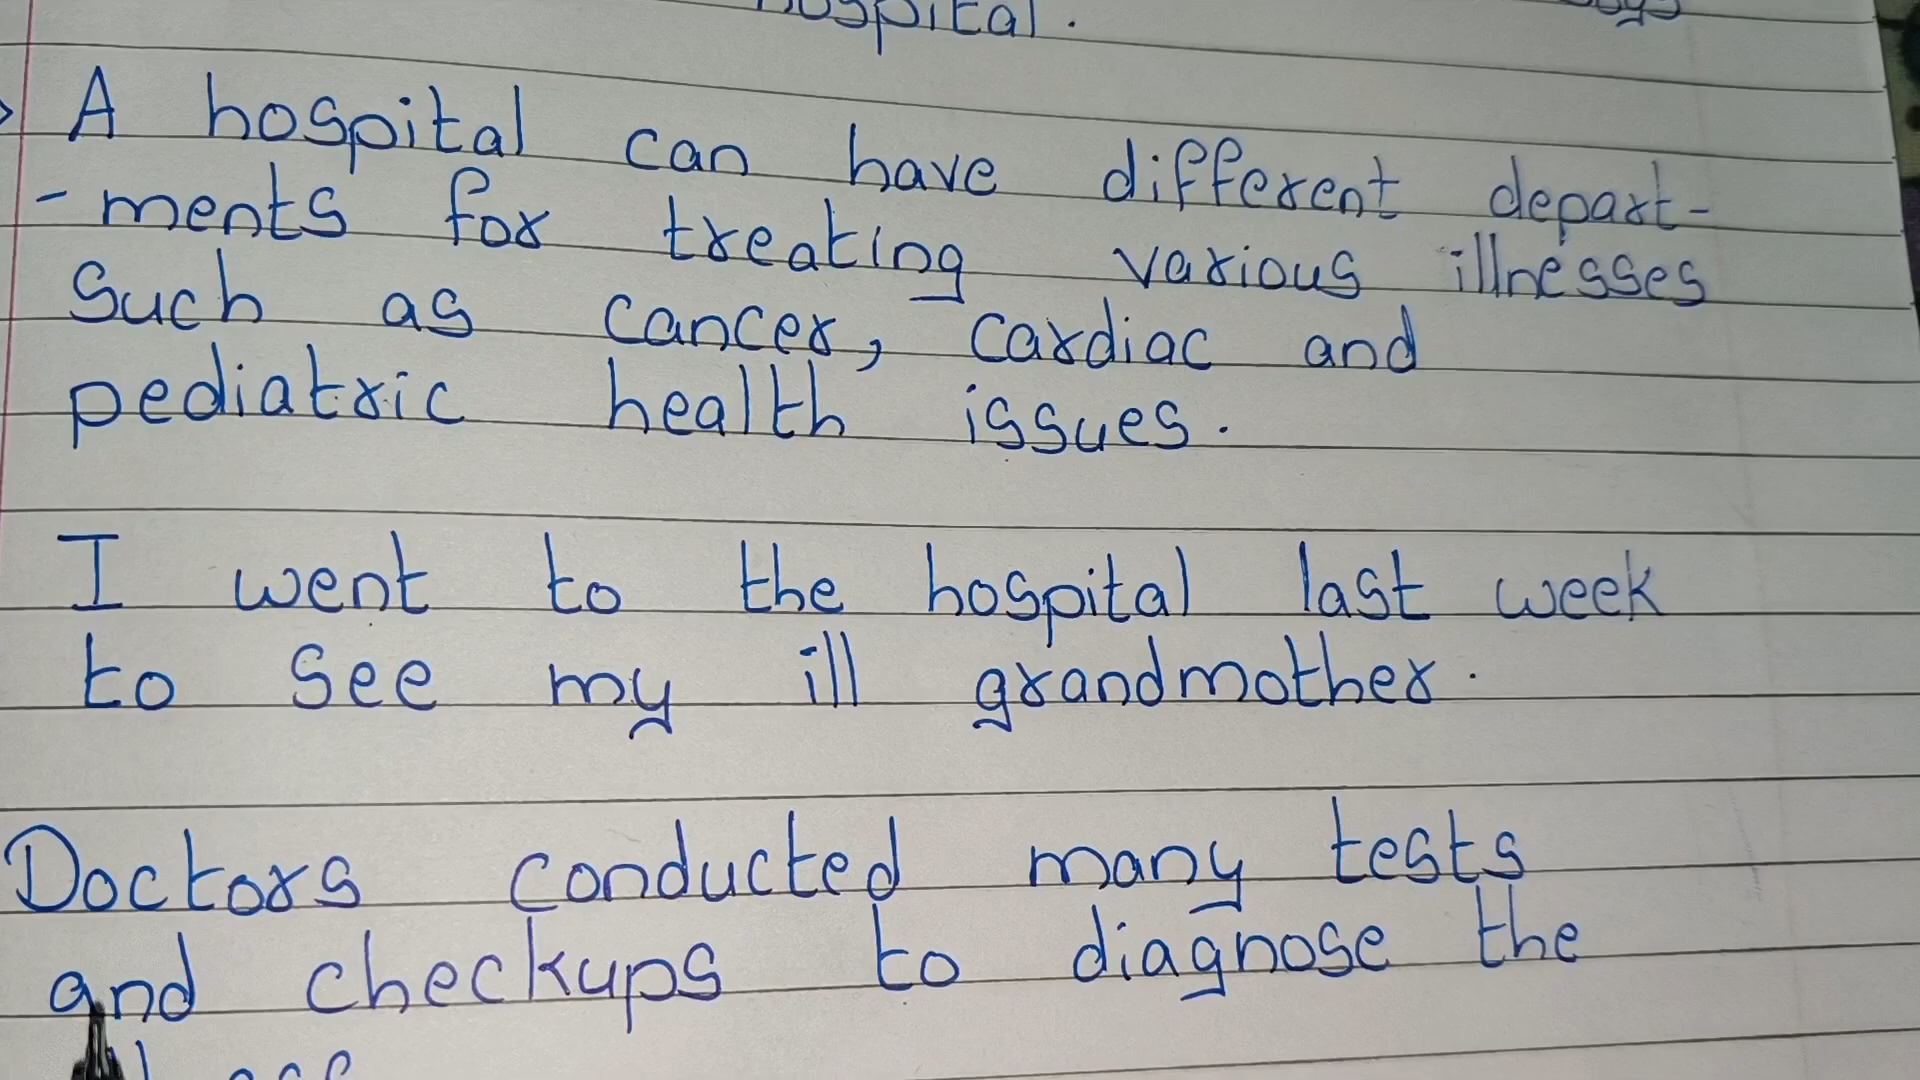 hospital.
A hospital can have different depart-
-ments for treating various illnesses
Such as cancer, cardiac and
pediatric health issues.
I went to the hospital last week
to see my ill grandmother.
Doctors conducted many tests
and checkups to diagnose the